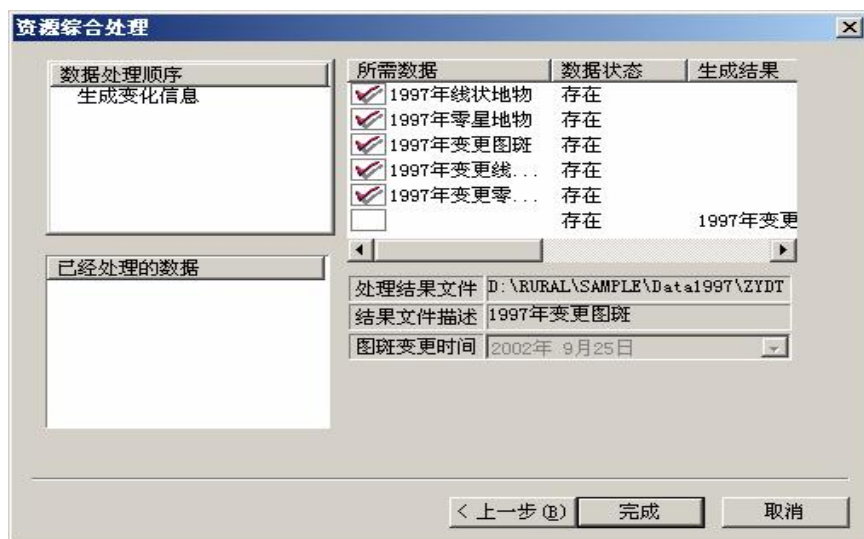 资源综合处理
数据处理顺序
生成变化信息
已经处理的数据
所需数据 数据状态 生成结果
1997年线状地物 存在
1997年零星地物 存在
1997年变更图斑 存在
1997年变更线... 存在
1997年变更零... 存在
存在 1997年变更
处理结果文件 D:\RURAL\SAMPLE\Data1997\ZYDT
结果文件描述 1997年变更图斑
图斑变更时间 2002年 9月25日
< 上一步(B) 完成 取消